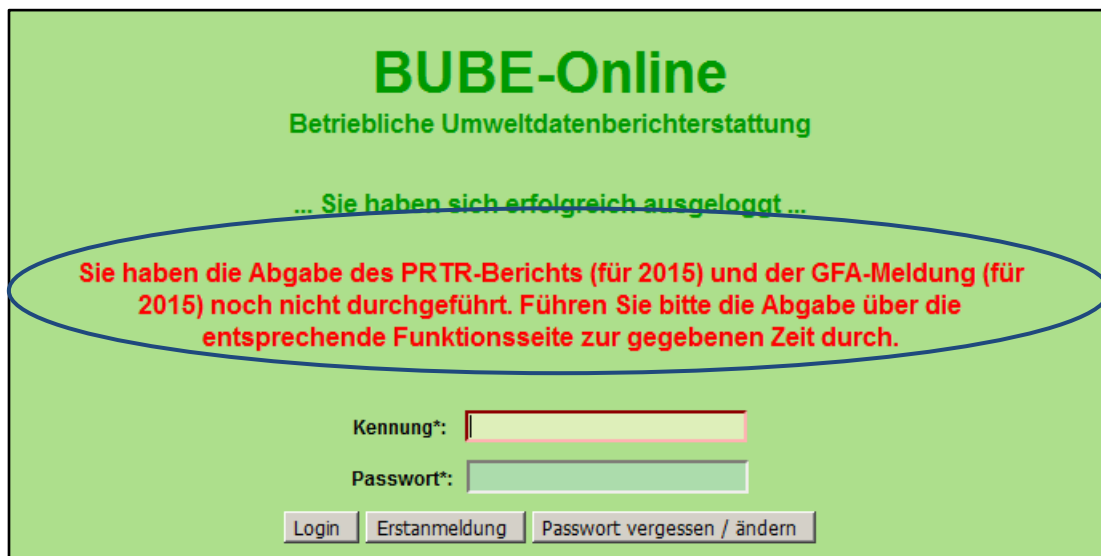 BUBE-Online
Betriebliche Umweltdatenberichterstattung
... Sie haben sich erfolgreich ausgeloggt ...
Sie haben die Abgabe des PRTR-Berichts (für 2015) und der GFA-Meldung (für
2015) noch nicht durchgeführt. Führen Sie bitte die Abgabe über die
entsprechende Funktionsseite zur gegebenen Zeit durch.
Kennung*:
Passwort*:
Login Erstanmeldung Passwort vergessen / ändern